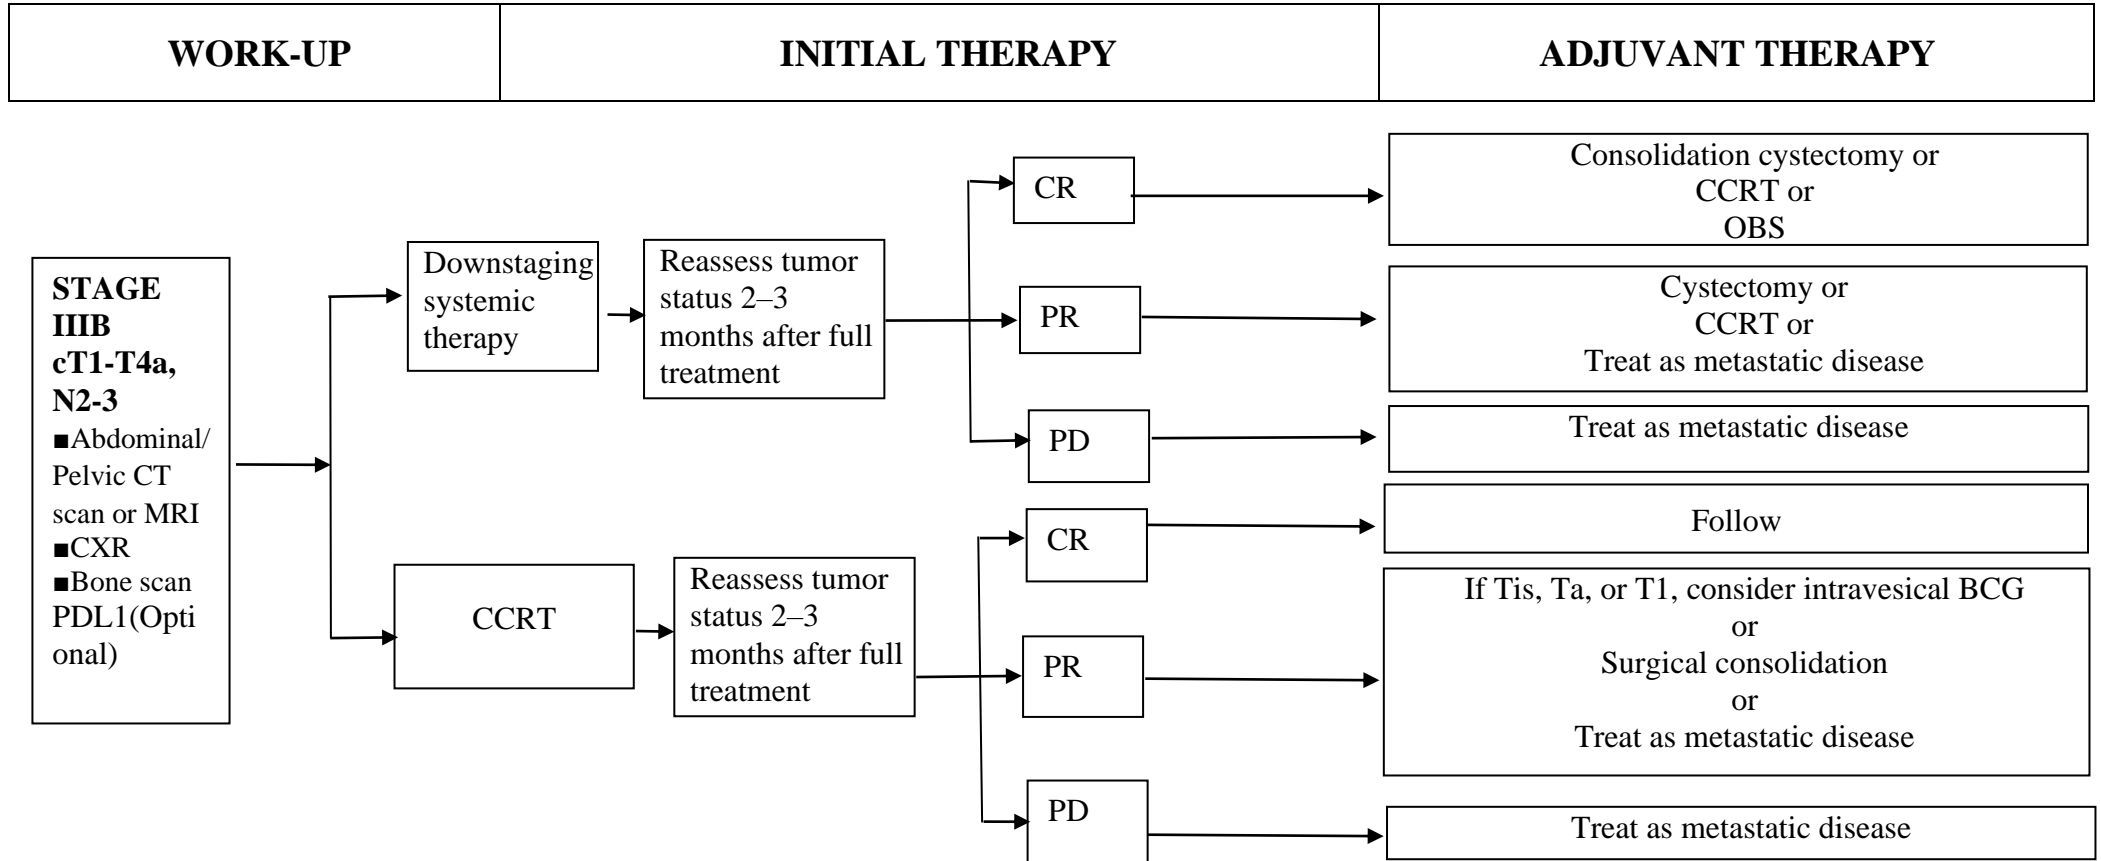 WORK-UP
INITIAL THERAPY
ADJUVANT THERAPY
STAGE
IIIB
cT1-T4a,
N2-3
■Abdominal/
Pelvic CT
scan or MRI
■CXR
■Bone scan
PDL1(Opti
onal)
Downstaging
systemic
therapy
Reassess tumor
status 2–3
months after full
treatment
CR
Consolidation cystectomy or
CCRT or
OBS
PR
Cystectomy or
CCRT or
Treat as metastatic disease
PD
Treat as metastatic disease
CCRT
Reassess tumor
status 2–3
months after full
treatment
CR
Follow
PR
If Tis, Ta, or T1, consider intravesical BCG
or
Surgical consolidation
or
Treat as metastatic disease
PD
Treat as metastatic disease